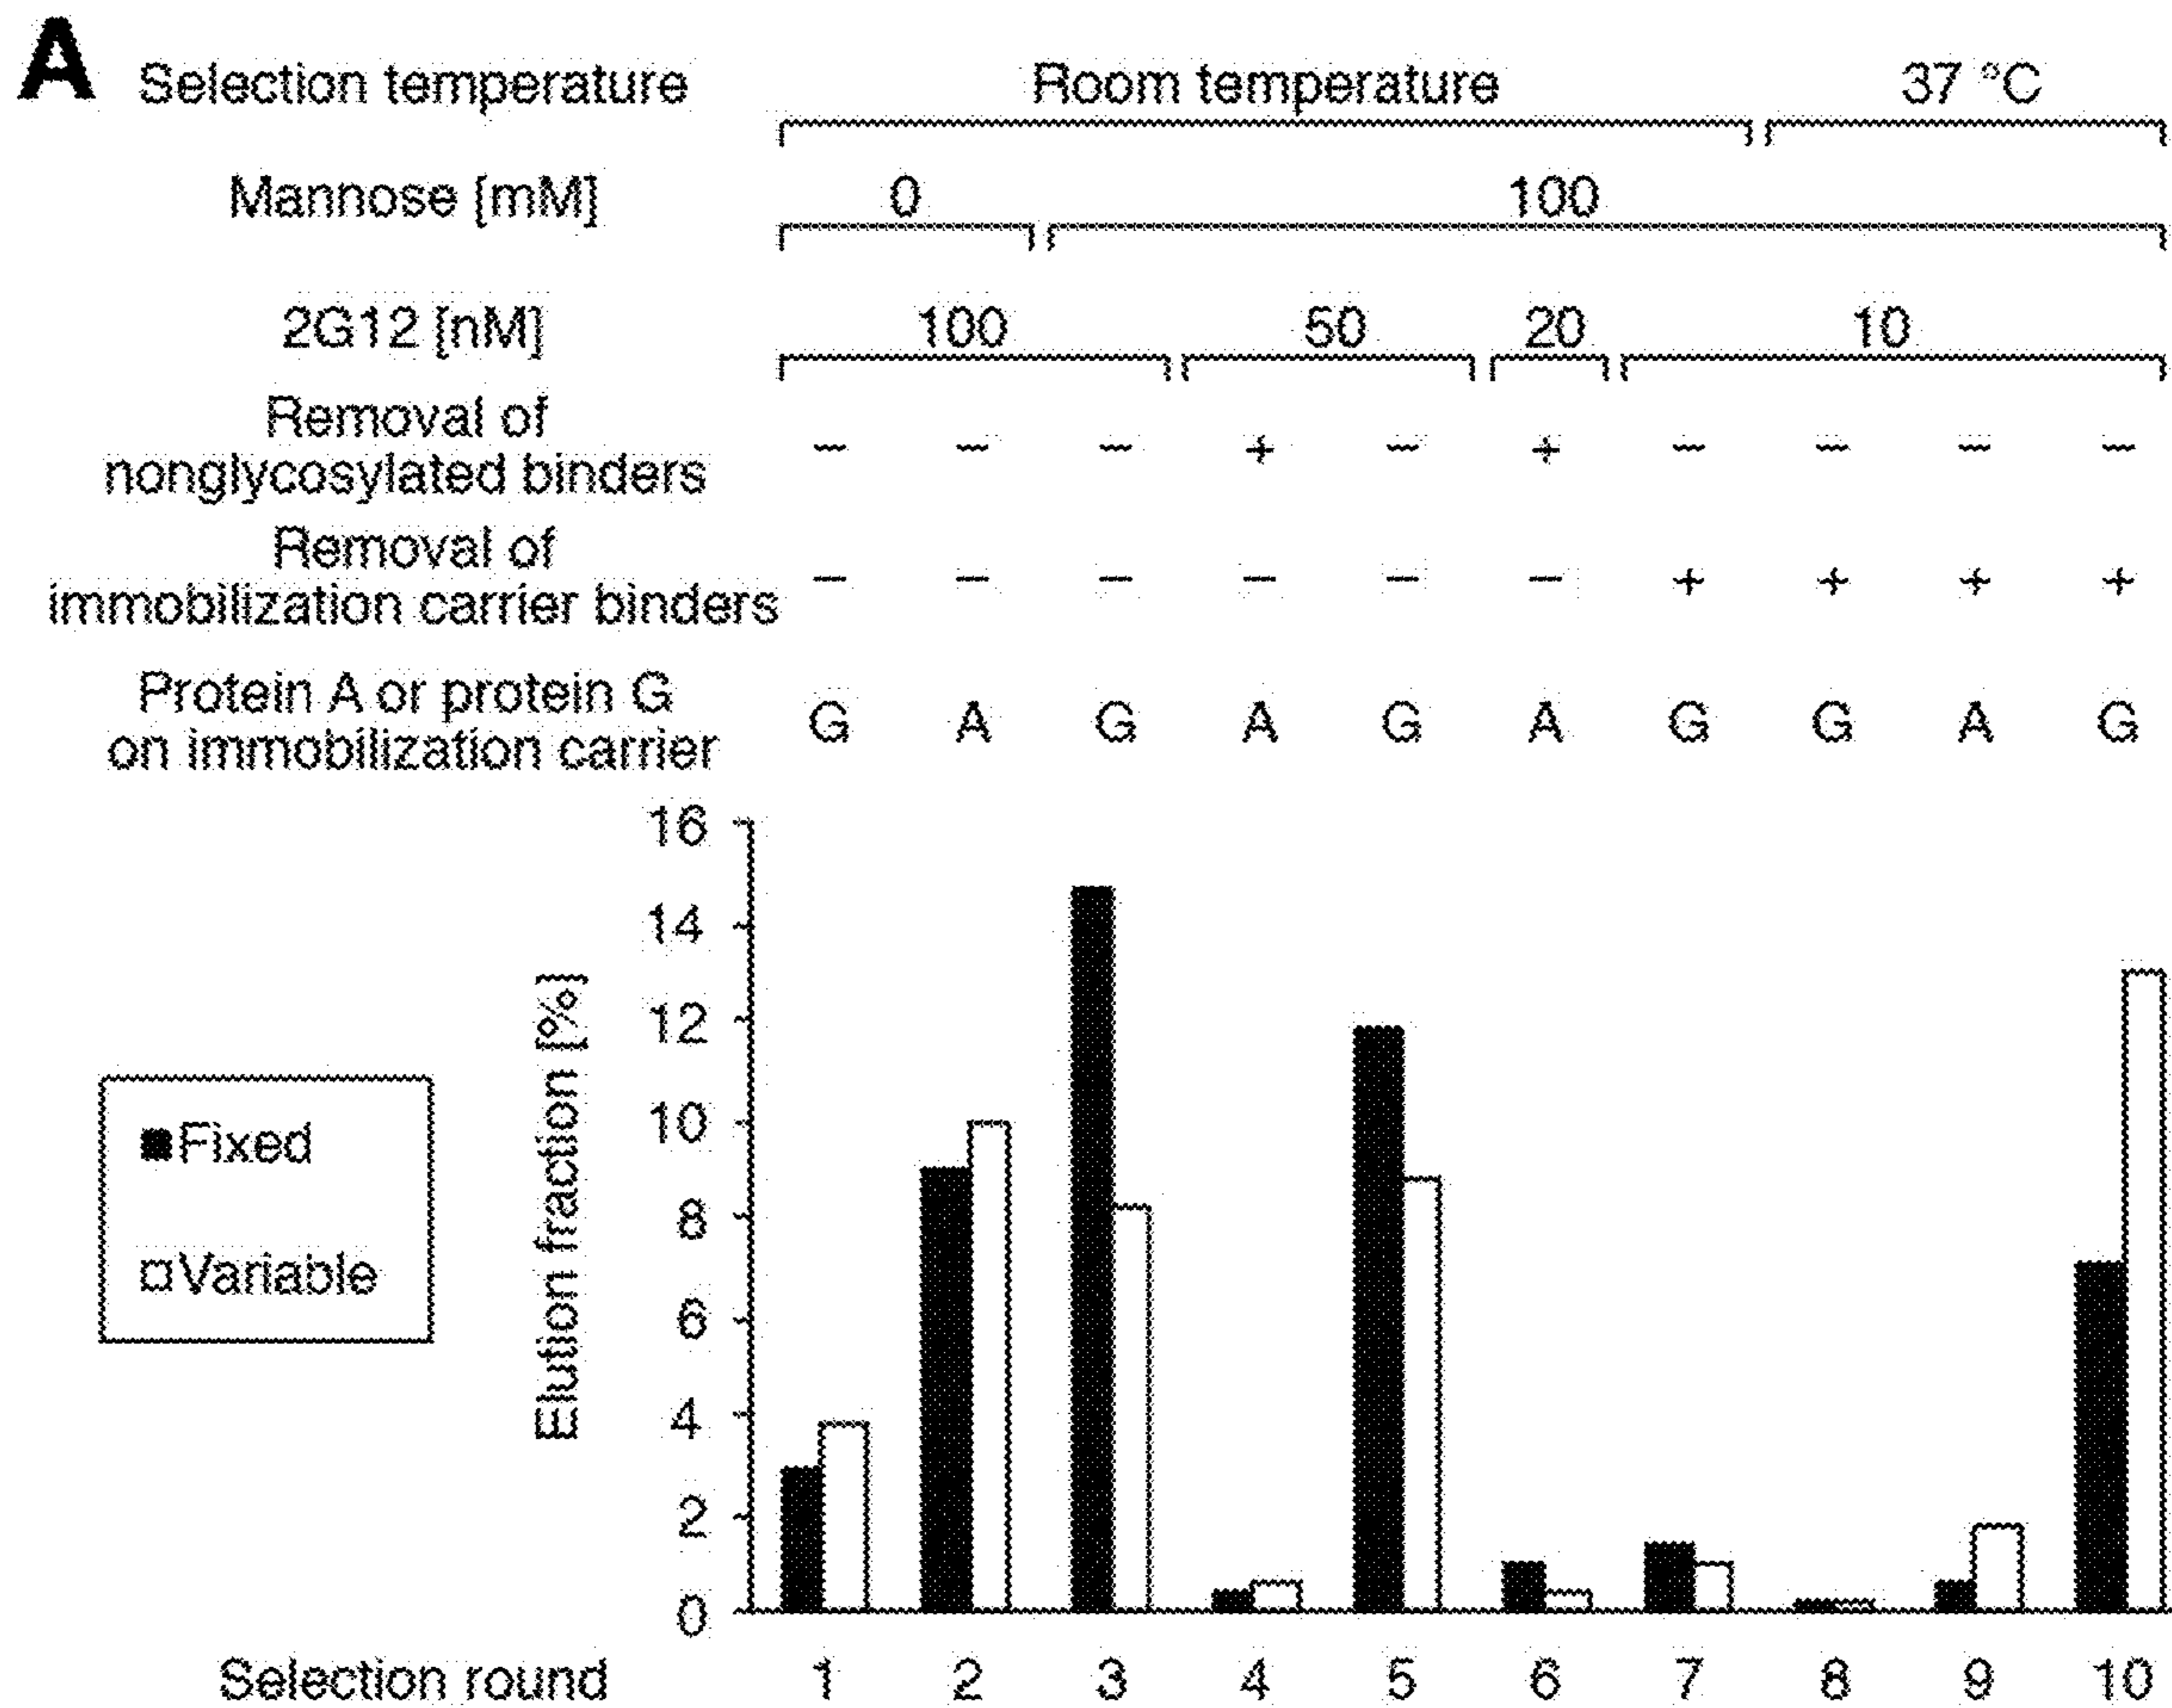 A
Selection temperature Room temperature 37 °C
Mannose [mM] 0 100
2G12 [nM] 100 50 20 10
Removal of
nonglycosylated binders − − − + − + − − − −
Removal of
immobilization carrier binders − − − − − − + + + +
Protein A or protein G
on immobilization carrier G A G A G A G G A G
16
14
12
10
8
6
4
2
0
Elution fraction [%]
Fixed
Variable
Selection round 1 2 3 4 5 6 7 8 9 10